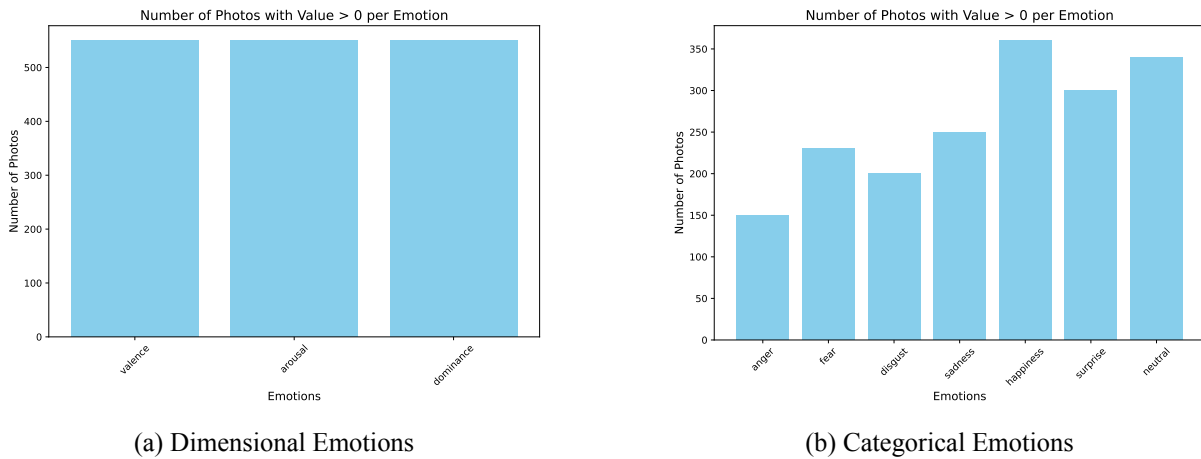 Number of Photos with Value > 0 per Emotion
Number of Photos
500
400
300
200
100
0
valence
arousal
dominance
Emotions
(a) Dimensional Emotions
Number of Photos with Value > 0 per Emotion
Number of Photos
350
300
250
200
150
100
50
0
anger
fear
disgust
sadness
happiness
surprise
neutral
Emotions
(b) Categorical Emotions